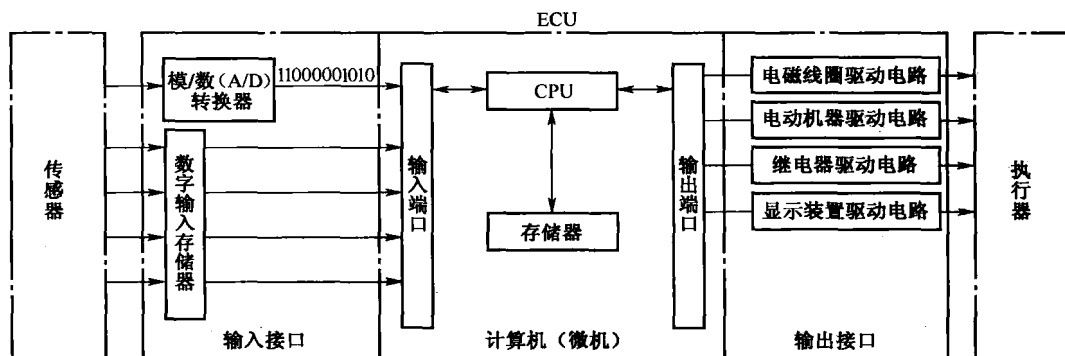 ECU
传感器
模/数(A/D)
转换器
11000001010
数字输入存储器
输入接口
输入端口
CPU
存储器
计算机（微机）
输出端口
电磁线圈驱动电路
电动机器驱动电路
继电器驱动电路
显示装置驱动电路
输出接口
执行器